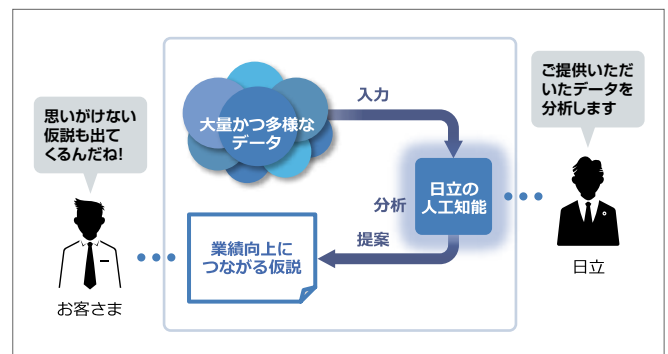 思いがけない
仮説も出て
くるんだね!
お客さま
大量かつ多様な
データ
入力
日立の
人工知能
分析
提案
業績向上に
つながる仮説
ご提供いただ
いたデータを
分析します
日立